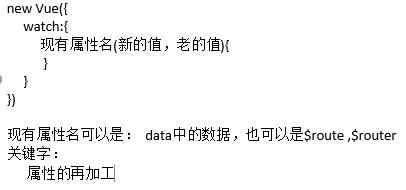 new Vue({
watch:{
现有属性名(新的值，老的值){
}
}
})
现有属性名可以是： data中的数据，也可以是$route ,$router
关键字：
属性的再加工